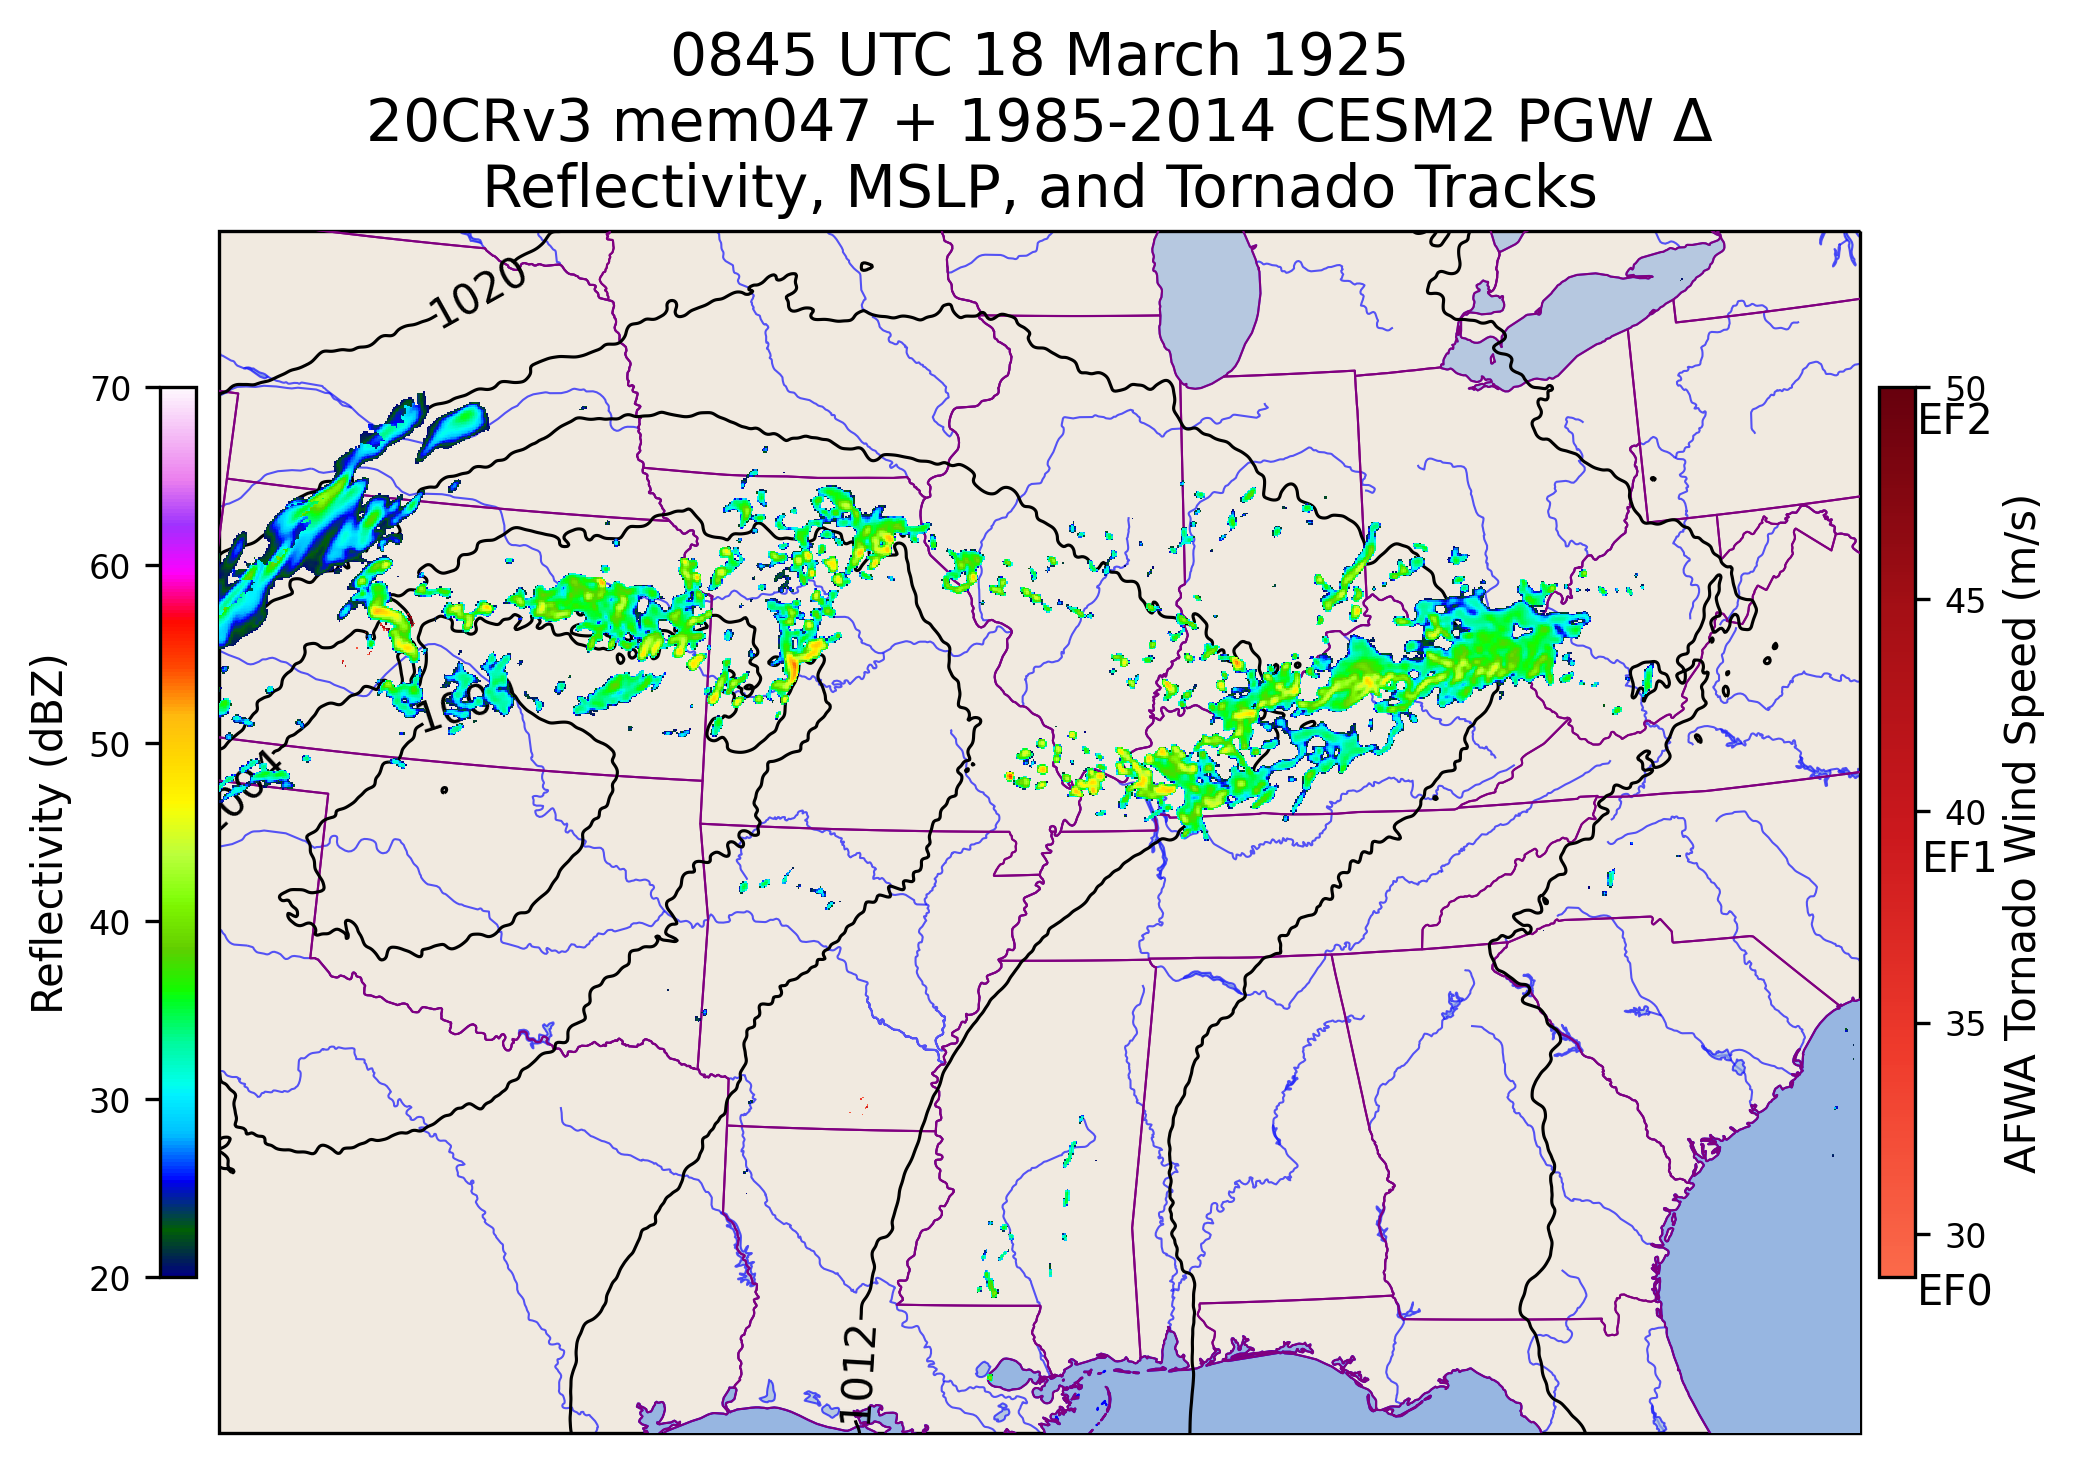 0845 UTC 18 March 1925
20CRv3 mem047 + 1985-2014 CESM2 PGW Δ
Reflectivity, MSLP, and Tornado Tracks
1020
1012
70
60
50
40
30
20
Reflectivity (dBZ)
50
EF2
45
40
EF1
35
30
EF0
AFWA Tornado Wind Speed (m/s)